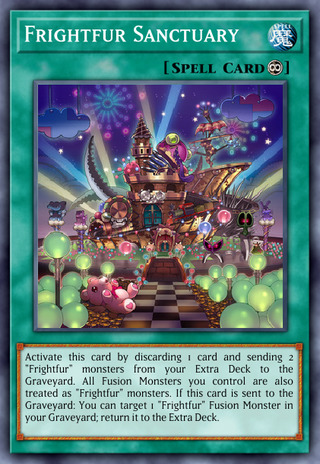 Frightfur Sanctuary
魔
[Spell Card]
Activate this card by discarding 1 card and sending 2
"Frightfur" monsters from your Extra Deck to the
Graveyard. All Fusion Monsters you control are also
treated as "Frightfur" monsters. If this card is sent to the
Graveyard: You can target 1 "Frightfur" Fusion Monster in
your Graveyard; return it to the Extra Deck.